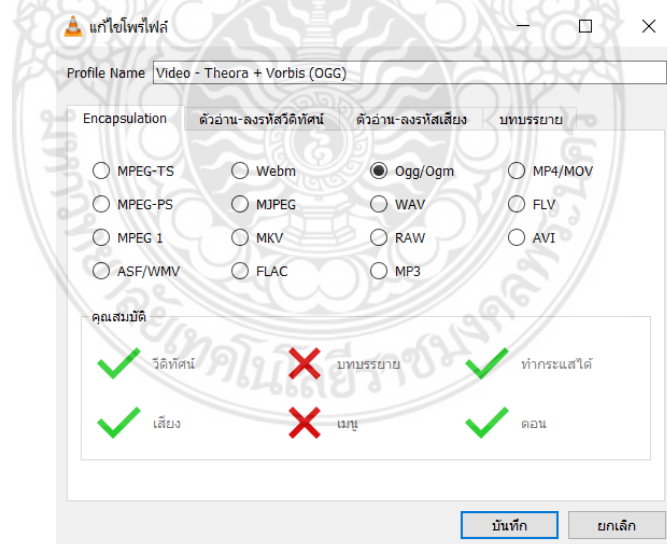 แก้ไขโพรไฟล์
Profile Name Video - Theora + Vorbis (OGG)
Encapsulation ตัวอ่าน-ลงรหัสวีดิทัศน์ ตัวอ่าน-ลงรหัสเสียง บทบรรยาย
MPEG-TS Webm Ogg/Ogm MP4/MOV
MPEG-PS MJPEG WAV FLV
MPEG 1 MKV RAW AVI
ASF/WMV FLAC MP3
คุณสมบัติ
วีดิทัศน์ บทบรรยาย ทำกระแสได้
เสียง เมนู ตอน
บันทึก ยกเลิก